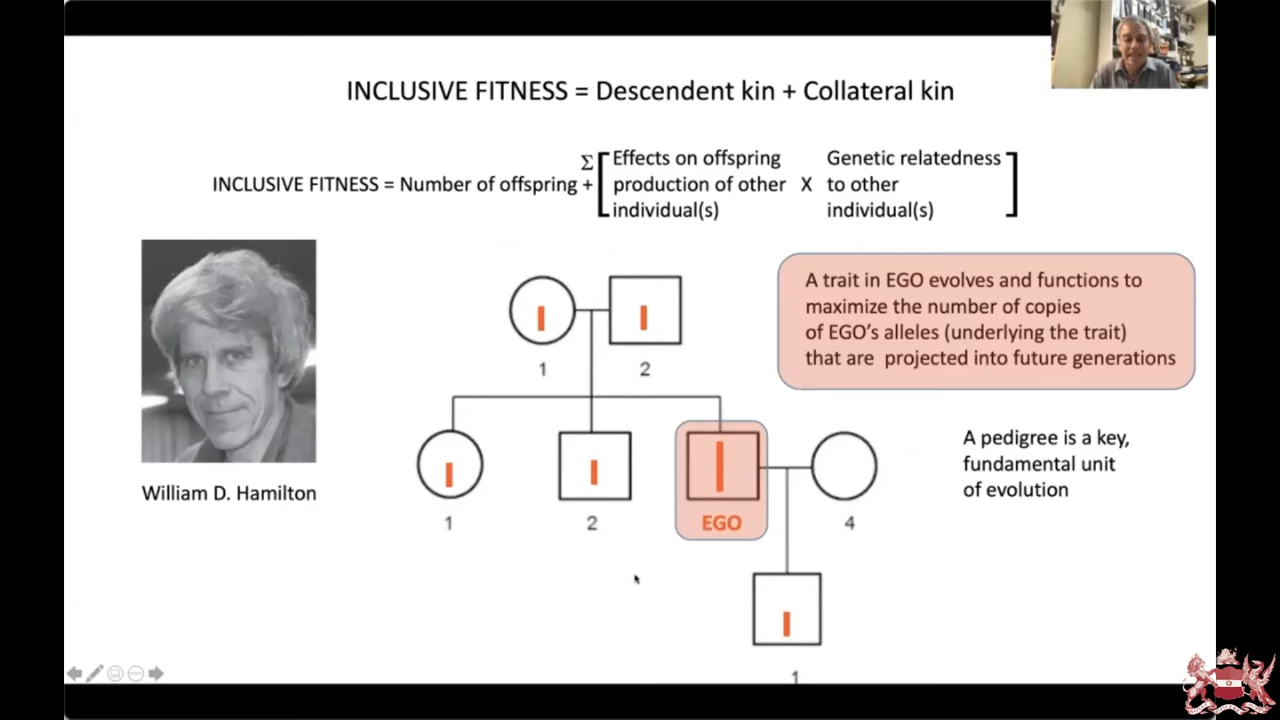 INCLUSIVE FITNESS = Descendent kin + Collateral kin
Σ
INCLUSIVE FITNESS = Number of offspring +
Effects on offspring
production of other
individual(s)
X
Genetic relatedness
to other
individual(s)
A trait in EGO evolves and functions to
maximize the number of copies
of EGO's alleles (underlying the trait)
that are projected into future generations
1
2
William D. Hamilton
1
2
EGO
4
A pedigree is a key,
fundamental unit
of evolution
1